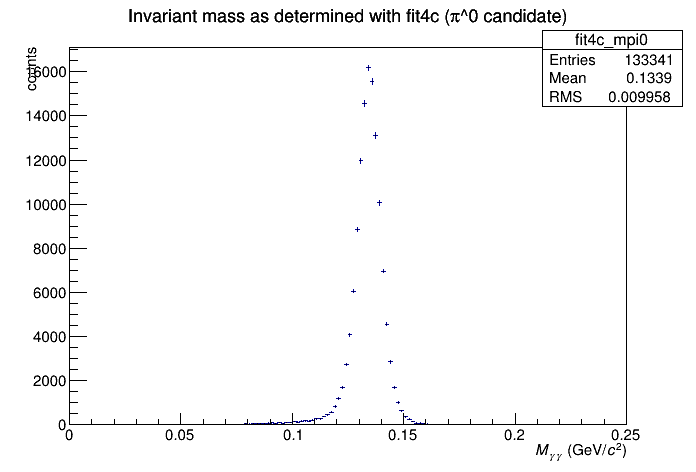 Invariant mass as determined with fit4c (π^0 candidate)
fit4c_mpi0
Entries 133341
Mean 0.1339
RMS 0.009958
counts
16000
14000
12000
10000
8000
6000
4000
2000
0
0 0.05 0.1 0.15 0.2 0.25
M_γγ (GeV/c²)